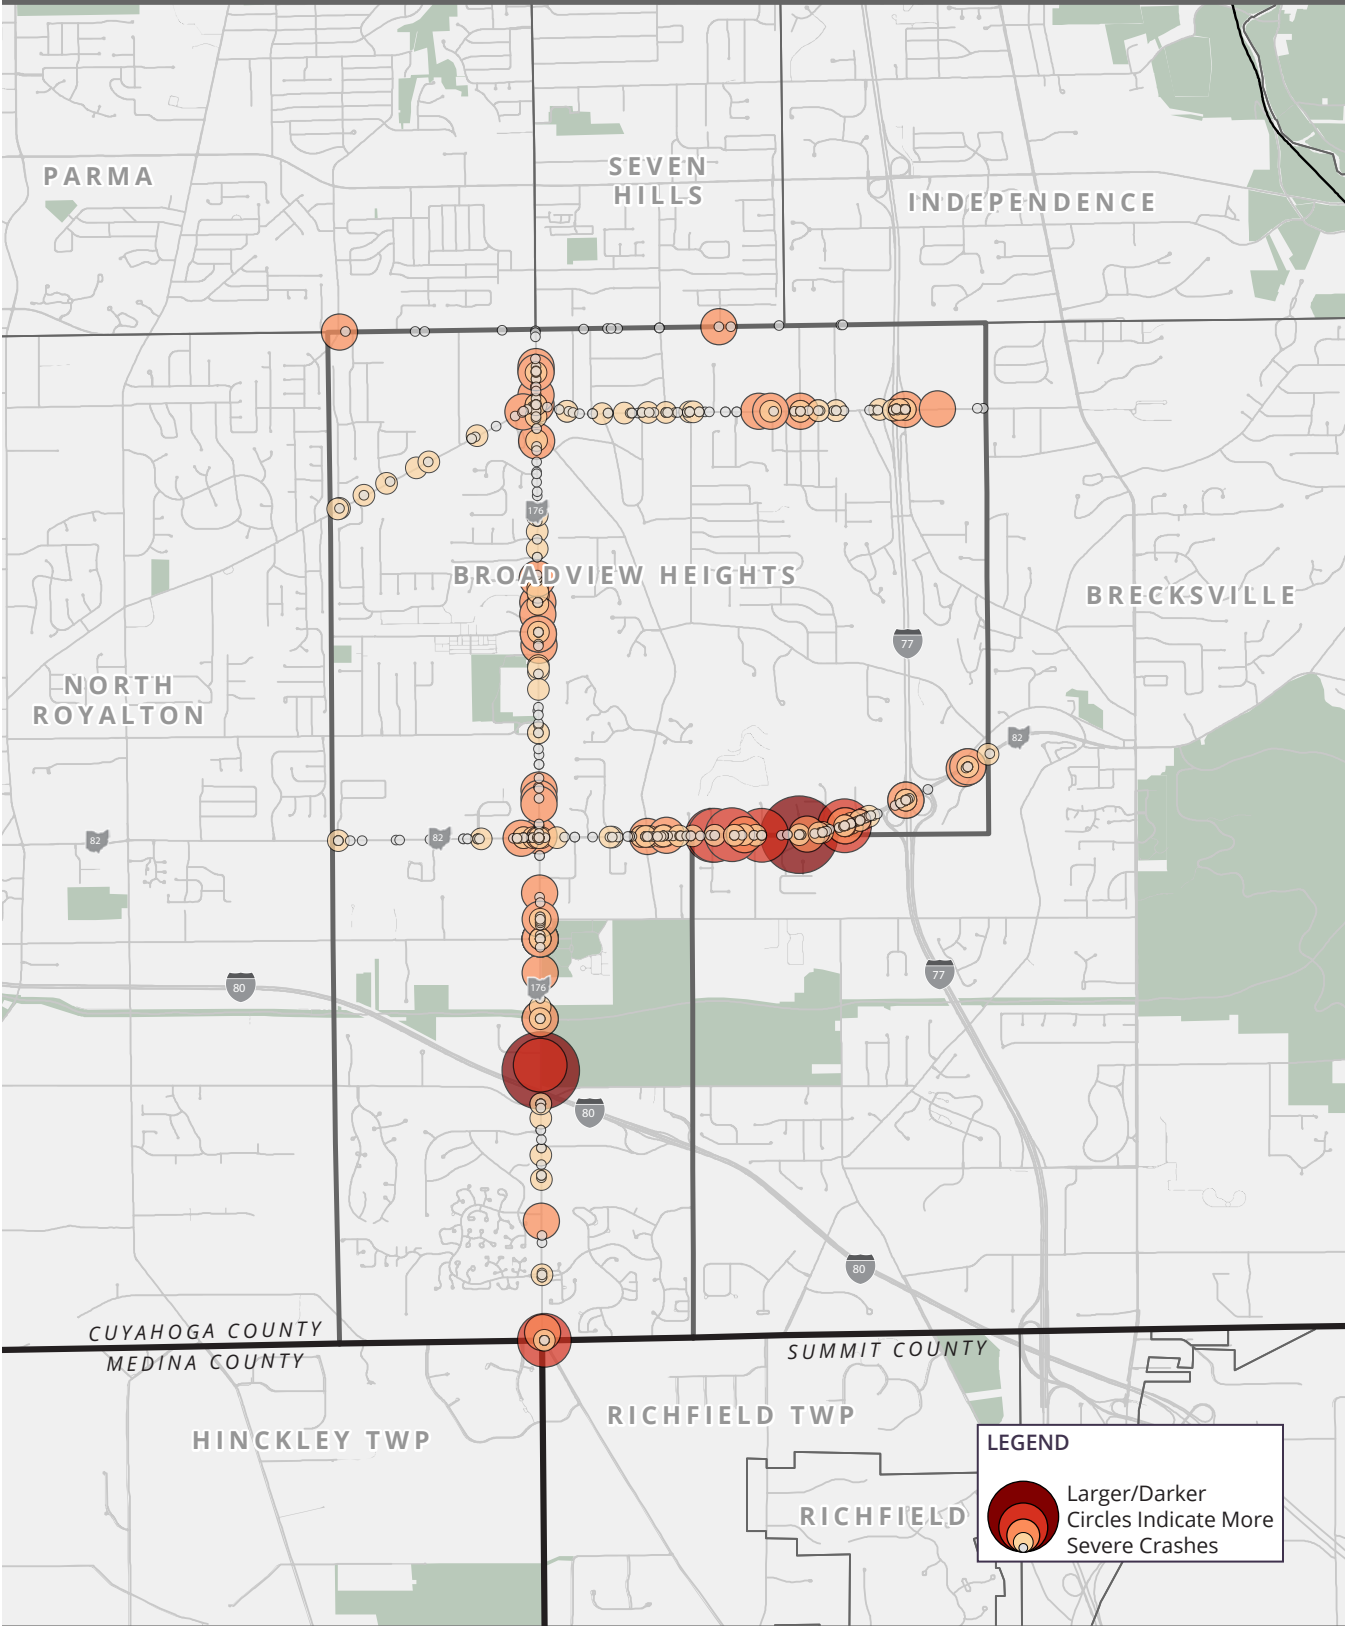 PARMA
SEVEN
HILLS
INDEPENDENCE
176
BROADVIEW HEIGHTS
BRECKSVILLE
77
NORTH
ROYALTON
82
82
82
77
80
176
80
80
CUYAHOGA COUNTY
MEDINA COUNTY
SUMMIT COUNTY
RICHFIELD TWP
HINCKLEY TWP
RICHFIELD
LEGEND
Larger/Darker
Circles Indicate More
Severe Crashes